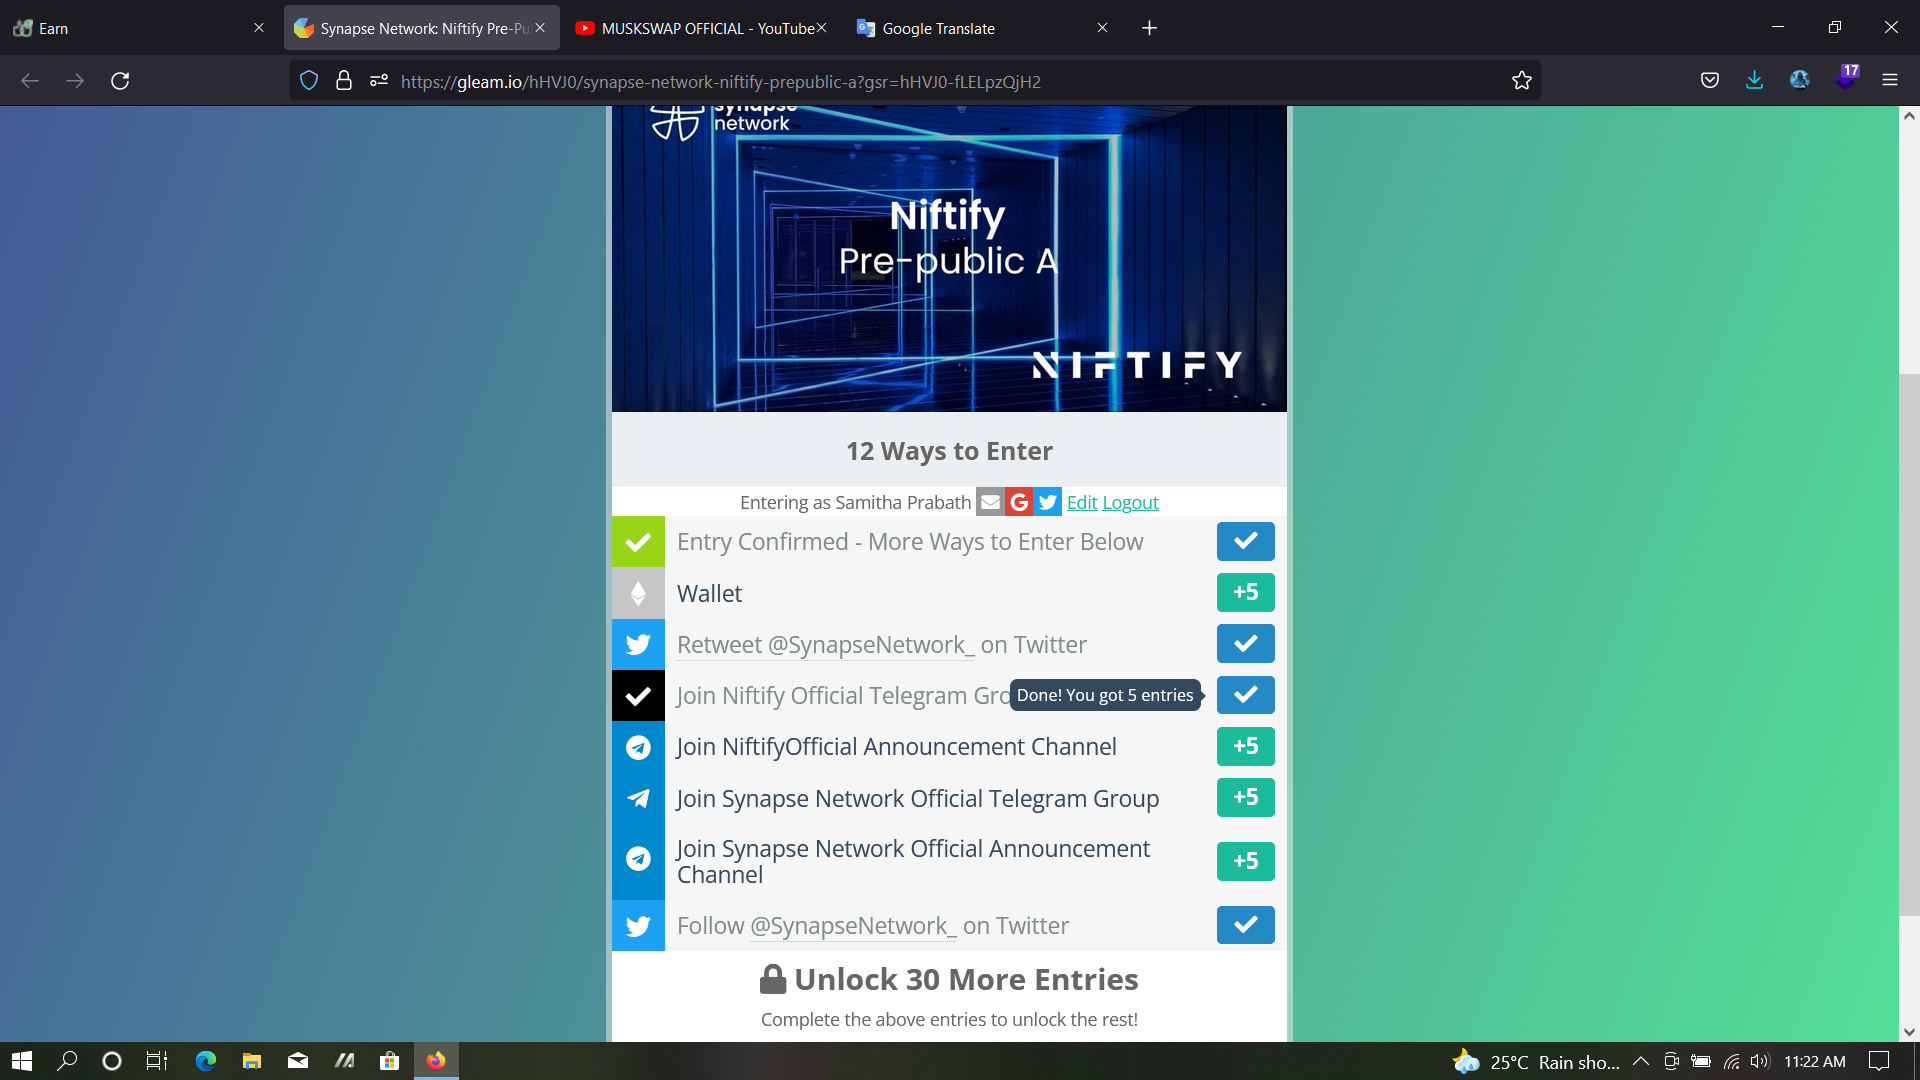 Earn
Synapse Network: Niftify Pre-Pu
MUSKSWAP OFFICIAL - YouTube
Google Translate
https://gleam.io/hHVJ0/synapse-network-niftify-prepublic-a?gsr=hHVJ0-fLELpzQjH2
17
synapse
network
Niftify
Pre-public A
NIFTIFY
12 Ways to Enter
Entering as Samitha Prabath Edit Logout
Entry Confirmed - More Ways to Enter Below
Wallet +5
Retweet @SynapseNetwork_ on Twitter
Join Niftify Official Telegram Gro Done! You got 5 entries
Join NiftifyOfficial Announcement Channel +5
Join Synapse Network Official Telegram Group +5
Join Synapse Network Official Announcement
Channel +5
Follow @SynapseNetwork_ on Twitter
Unlock 30 More Entries
Complete the above entries to unlock the rest!
25°C Rain sho... 11:22 AM